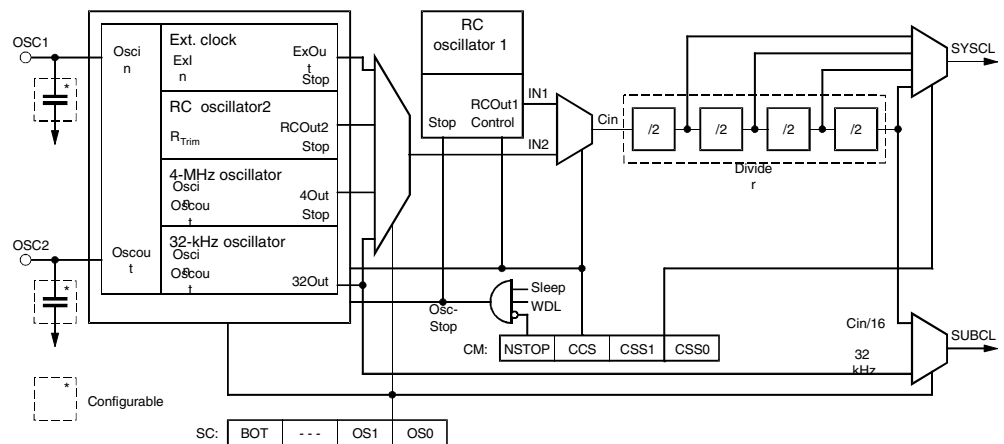 OSC1
*
OSC2
*
*
Configurable
Osci
n
Oscou
t
Ext. clock
ExI
n
ExOu
t
Stop
RC oscillator2
RTrim
RCOut2
Stop
4-MHz oscillator
Osci
n
Oscout
t
4Out
Stop
32-kHz oscillator
Osci
n
Oscout
t
32Out
RC
oscillator 1
RCOut1
Stop
Control
IN1
IN2
Cin
/2
/2
/2
/2
Divide
r
SYSCL
Osc-
Stop
Sleep
WDL
CM:
NSTOP
CCS
CSS1
CSS0
Cin/16
32
kHz
SUBCL
SC:
BOT
- - -
OS1
OS0